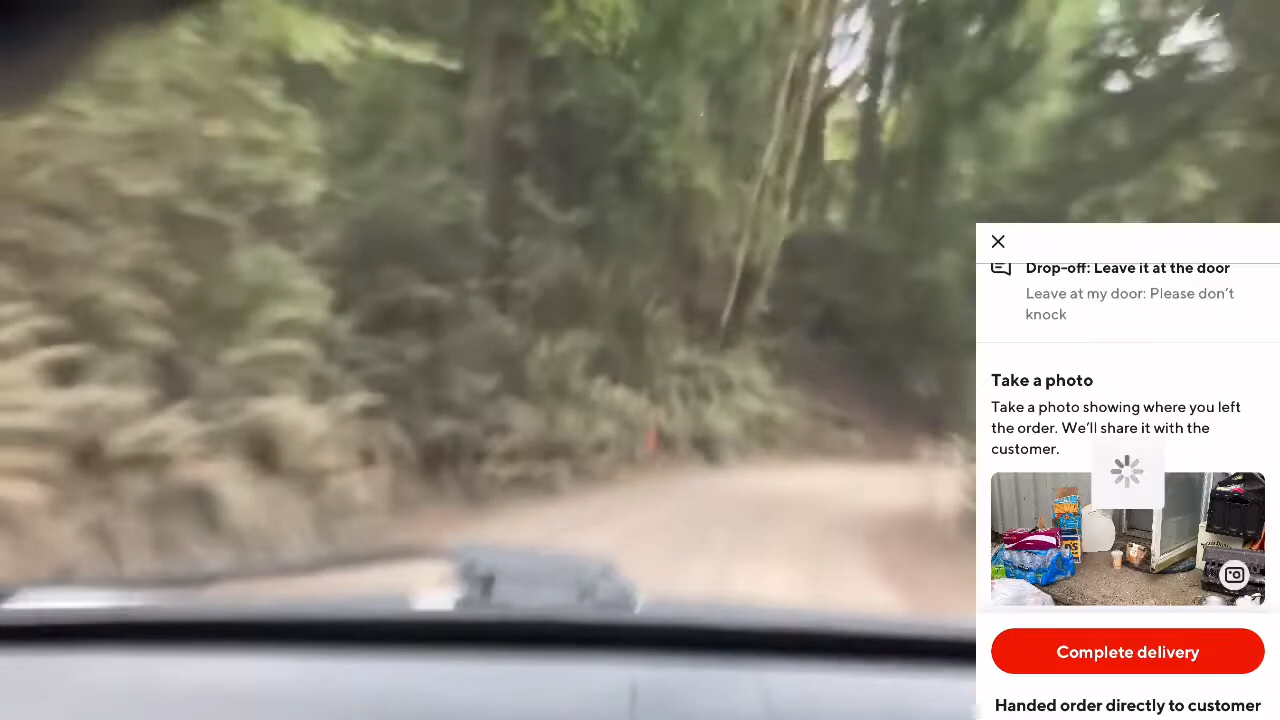 Drop-off: Leave it at the door
Leave at my door: Please don't
knock
Take a photo
Take a photo showing where you left
the order. We'll share it with the
customer.
Complete delivery
Handed order directly to customer